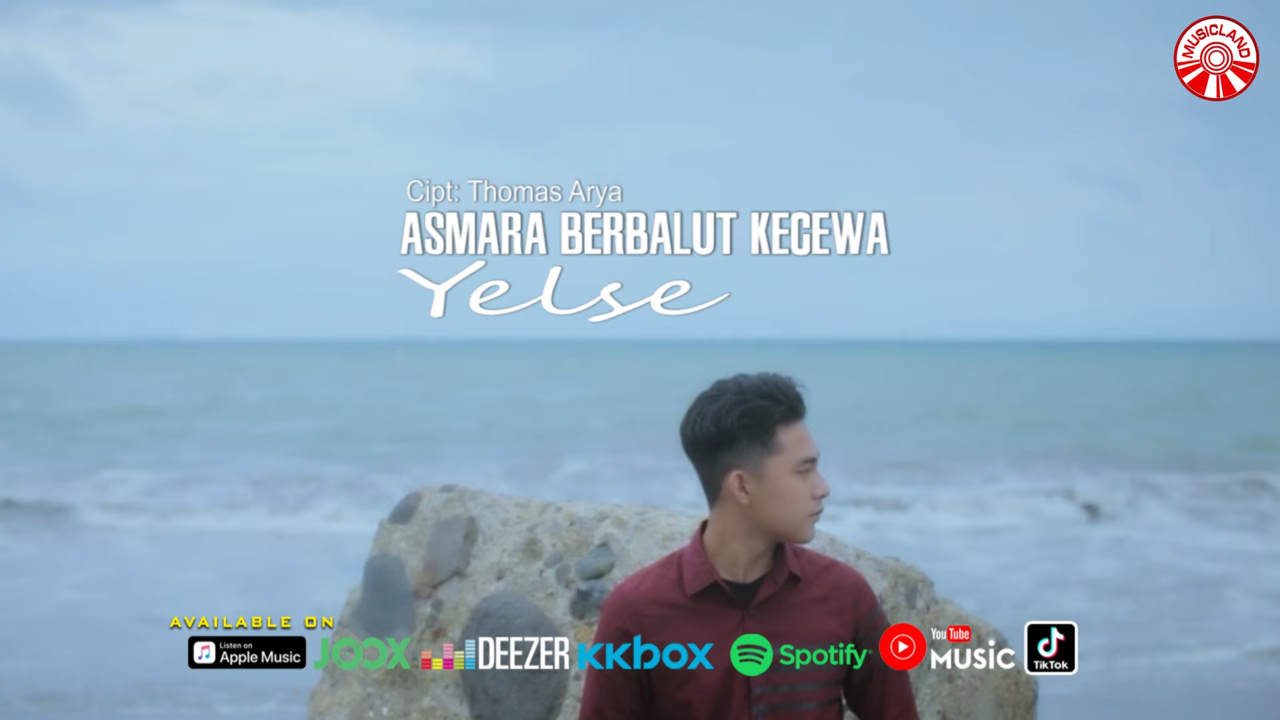 MUSICLAND
Cipt: Thomas Arya
ASMARA BERBALUT KECEWA
Yelse
AVAILABLE ON
Listen on
Apple Music
JOOX
DEEZER
KKBOX
Spotify
YouTube
MUSIC
TikTok